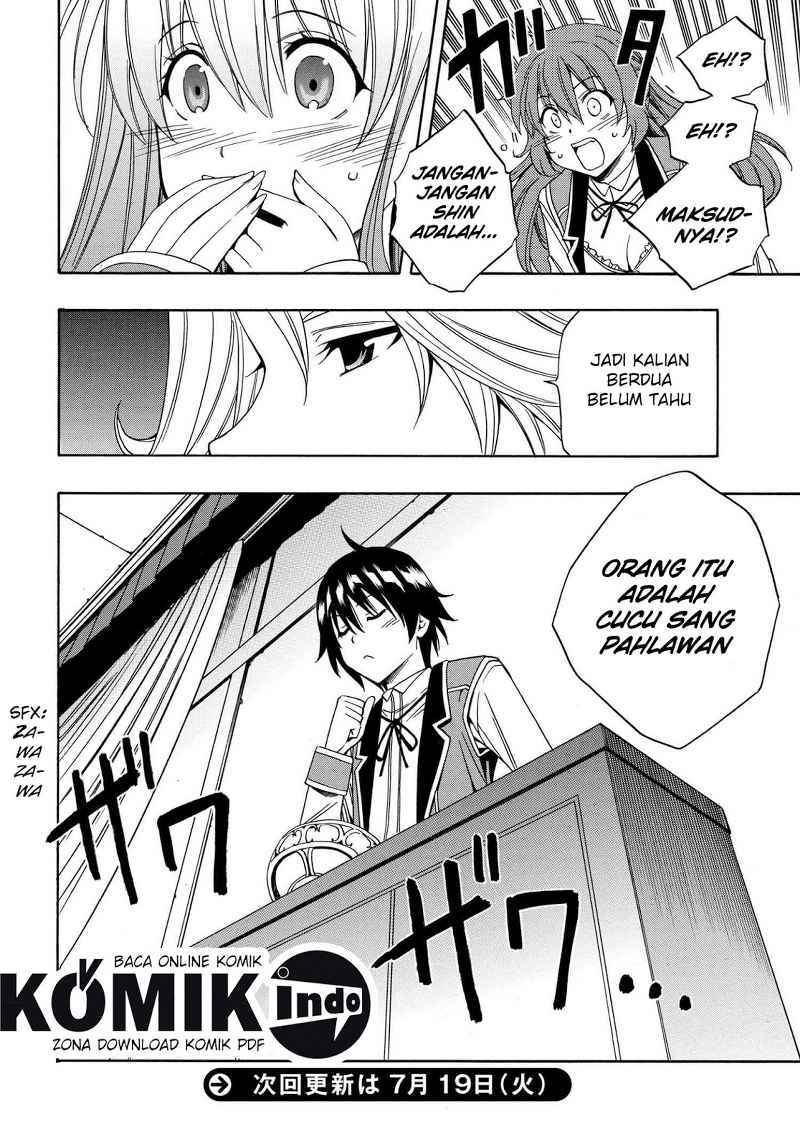 EH!?
EH!?
MAKSUD-
NYA!?
ガタ
JANGAN-
JANGAN
SHIN
ADALAH...
JADI KALIAN
BERDUA
BELUM TAHU
ORANG ITU
ADALAH
CUCU SANG
PAHLAWAN
SFX:
ZA-
WA
ZA-
WA
ザワ
ザワ...
BACA ONLINE KOMIK
KOMIK Indo
ZONA DOWNLOAD KOMIK PDF
次回更新は 7月 19日(火)